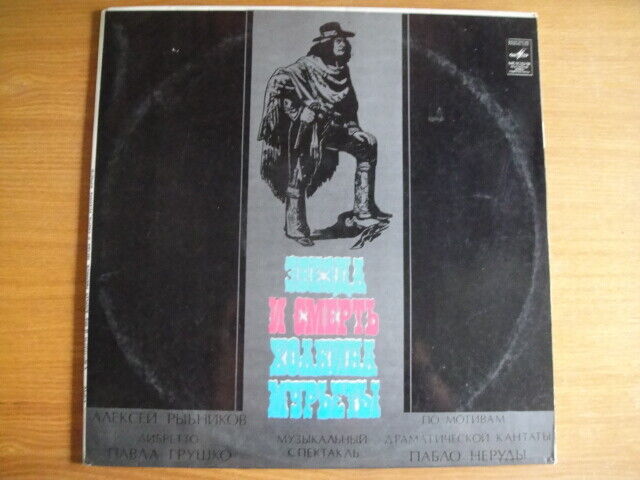 ЗВЕЗДА
И СМЕРТЬ
ХОАКИНА
МУРЬЕТЫ
АЛЕКСЕЙ РЫБНИКОВ
ЛИБРЕТТО
ПАВЛА ГРУШКО
МУЗЫКАЛЬНЫЙ
СПЕКТАКЛЬ
ПО МОТИВАМ
ДРАМАТИЧЕСКОЙ КАНТАТЫ
ПАБЛО НЕРУДЫ